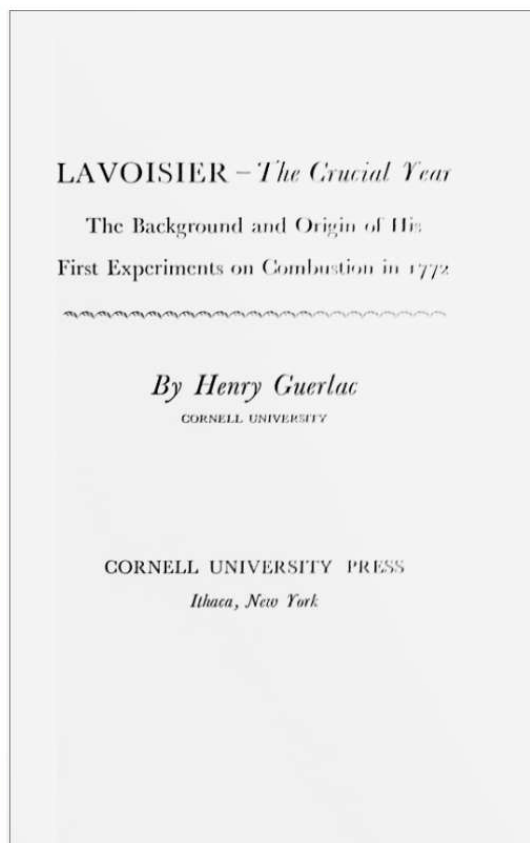 LAVOISIER – The Crucial Year
The Background and Origin of His
First Experiments on Combustion in 1772
By Henry Guerlac
CORNELL UNIVERSITY
CORNELL UNIVERSITY PRESS
Ithaca, New York